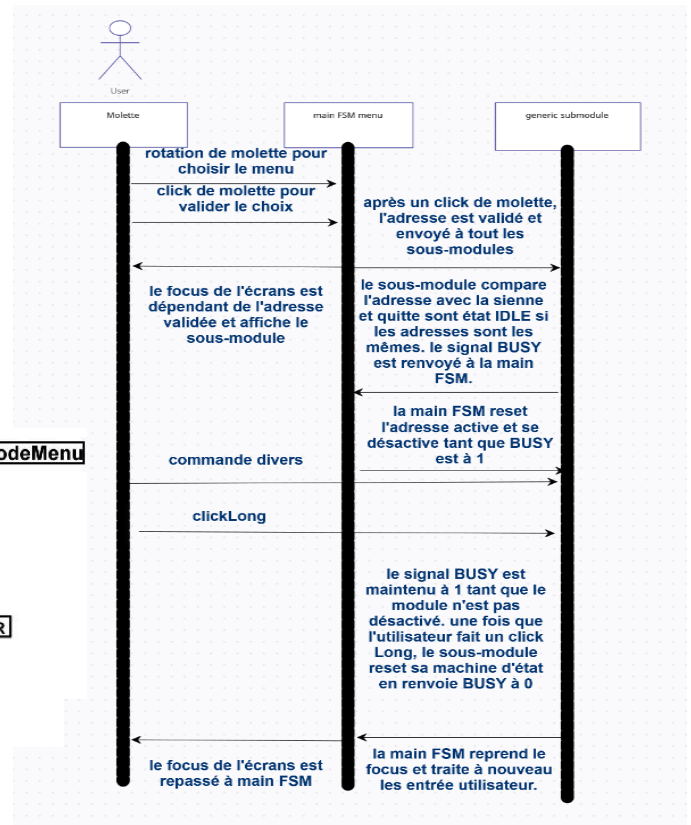 User
Molette
main FSM menu
generic submodule
rotation de molette pour
choisir le menu
click de molette pour
valider le choix
après un click de molette,
l'adresse est validé et
envoyé à tout les
sous-modules
le focus de l'écrans est
dépendant de l'adresse
validée et affiche le
sous-module
le sous-module compare
l'adresse avec la sienne
et quitte sont état IDLE si
les adresses sont les
mêmes. le signal BUSY
est renvoyé à la main
FSM.
la main FSM reset
l'adresse active et se
désactive tant que BUSY
est à 1
odeMenu
commande divers
clickLong
le signal BUSY est
maintenu à 1 tant que le
module n'est pas
désactivé. une fois que
l'utilisateur fait un click
Long, le sous-module
reset sa machine d'état
en renvoie BUSY à 0
R
le focus de l'écrans est
repassé à main FSM
la main FSM reprend le
focus et traite à nouveau
les entrée utilisateur.